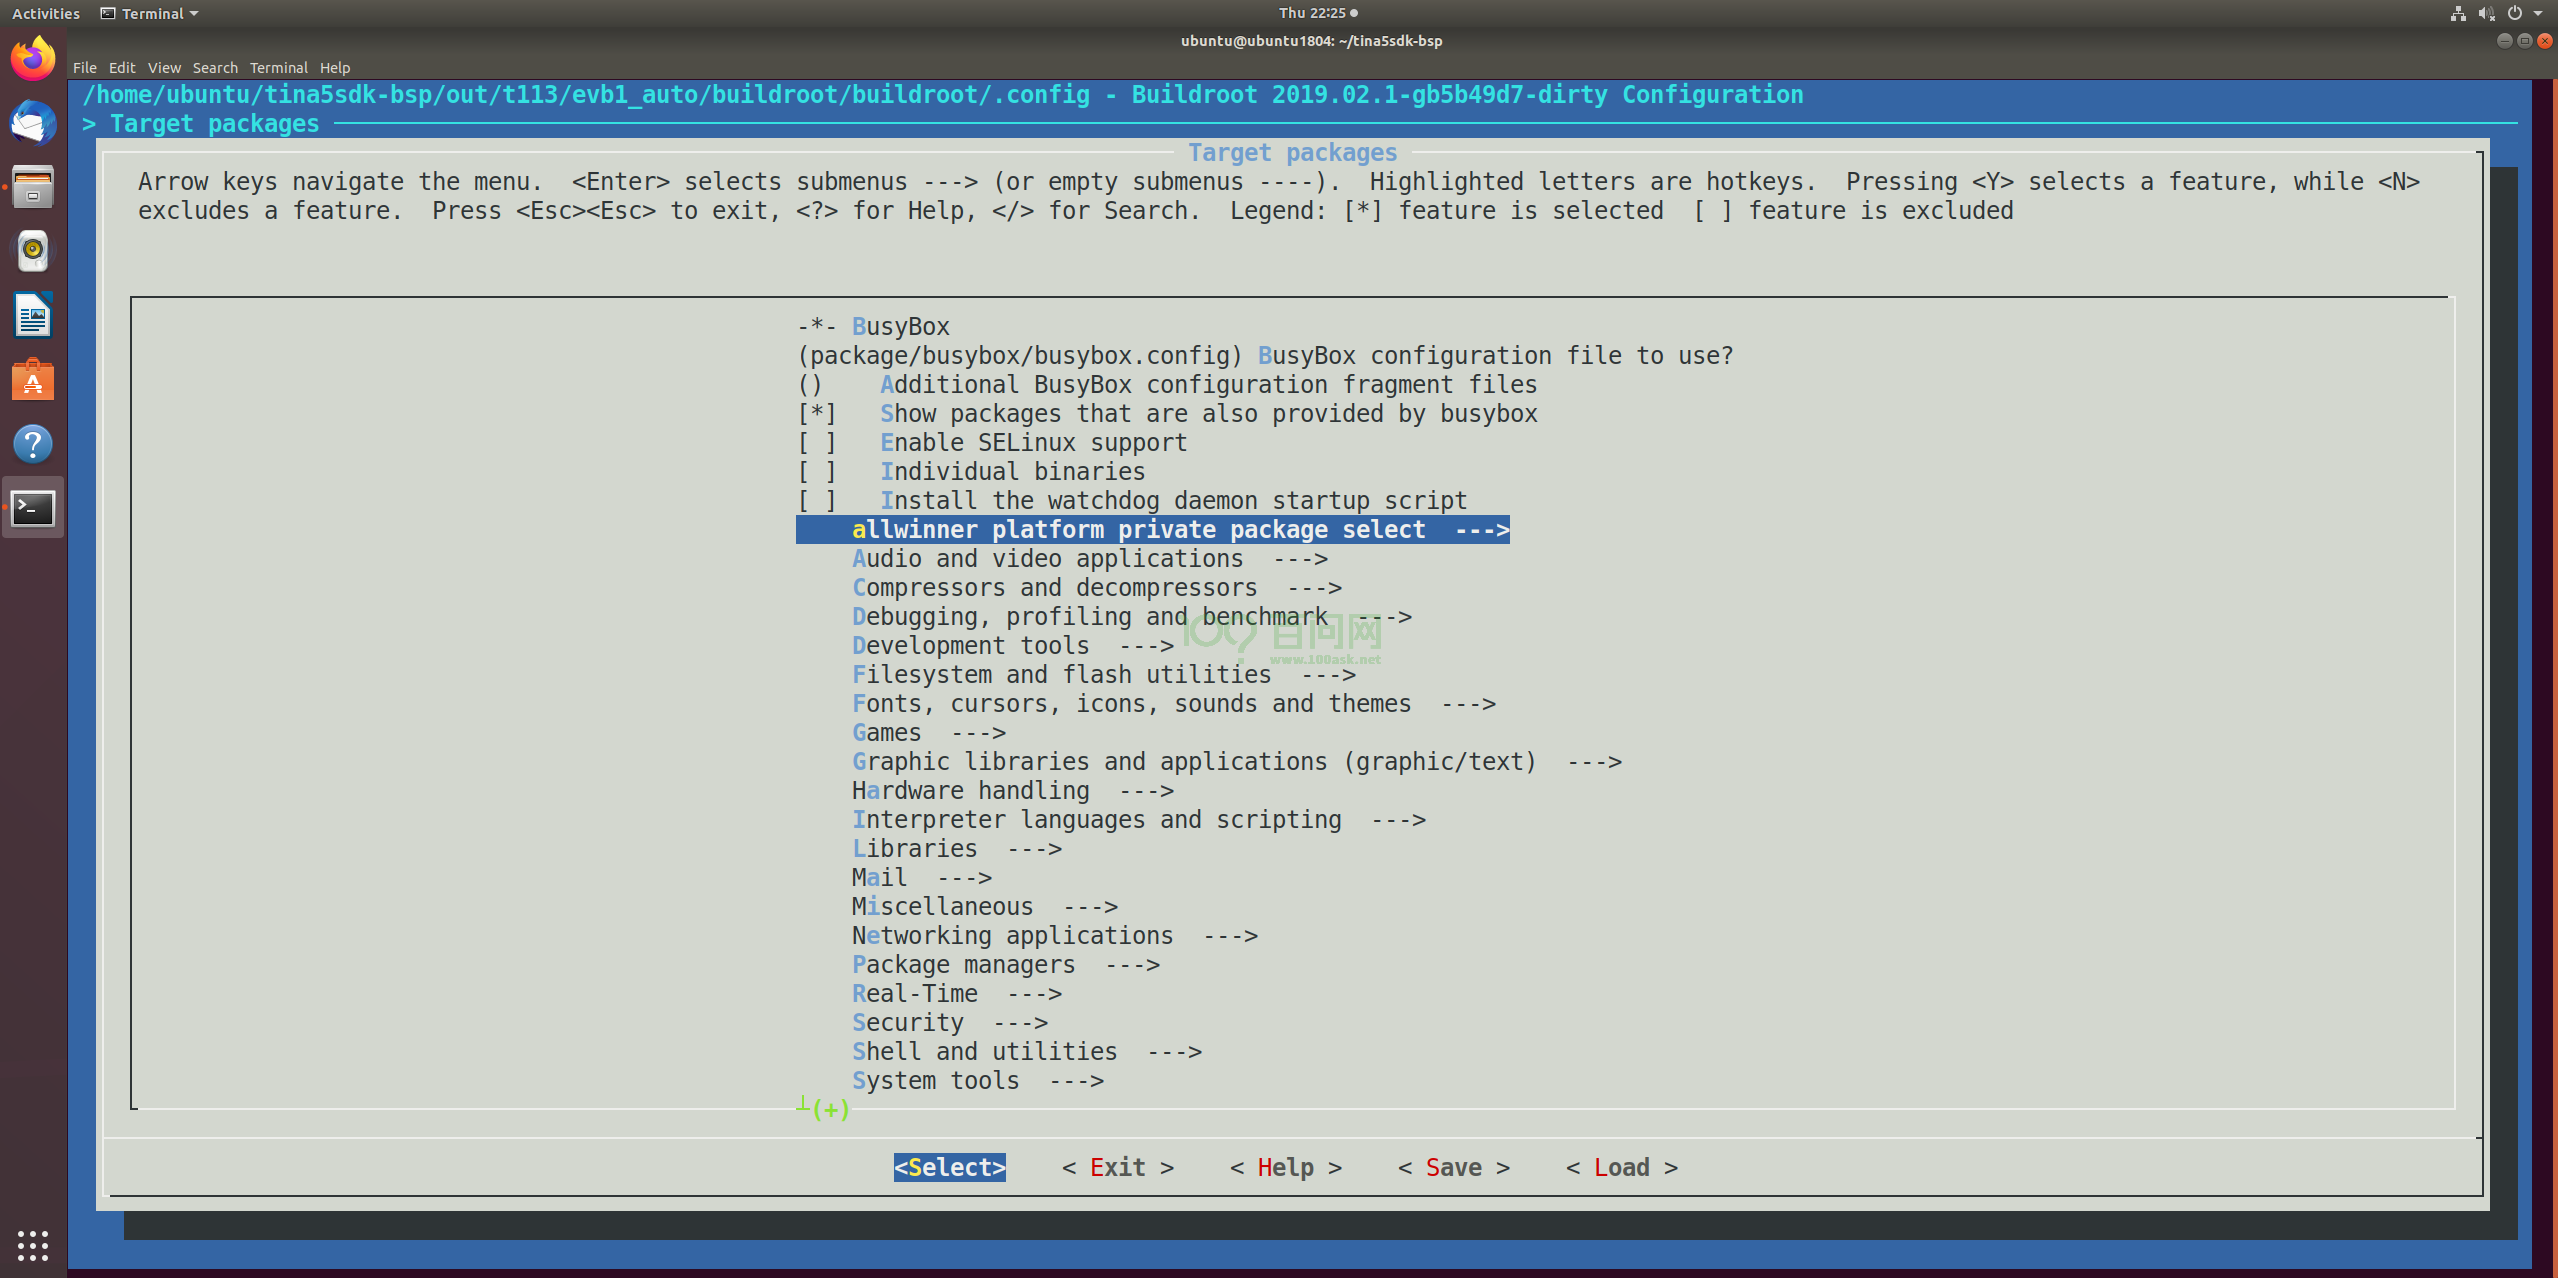 Activities Terminal Thu 22:25
ubuntu@ubuntu1804: ~/tina5sdk-bsp
File Edit View Search Terminal Help
/home/ubuntu/tina5sdk-bsp/out/t113/evb1_auto/buildroot/buildroot/.config - Buildroot 2019.02.1-gb5b49d7-dirty Configuration
> Target packages
Target packages
Arrow keys navigate the menu.  <Enter> selects submenus ---> (or empty submenus ----).  Highlighted letters are hotkeys.  Pressing <Y> selects a feature, while <N>
excludes a feature.  Press <Esc><Esc> to exit, <?> for Help, </> for Search.  Legend: [*] feature is selected  [ ] feature is excluded
-*- BusyBox
(package/busybox/busybox.config) BusyBox configuration file to use?
()    Additional BusyBox configuration fragment files
[*]   Show packages that are also provided by busybox
[ ]   Enable SELinux support
[ ]   Individual binaries
[ ]   Install the watchdog daemon startup script
allwinner platform private package select  --->
Audio and video applications  --->
Compressors and decompressors  --->
Debugging, profiling and benchmark  --->
Development tools  --->
100 百问网
www.100ask.net
Filesystem and flash utilities  --->
Fonts, cursors, icons, sounds and themes  --->
Games  --->
Graphic libraries and applications (graphic/text)  --->
Hardware handling  --->
Interpreter languages and scripting  --->
Libraries  --->
Mail  --->
Miscellaneous  --->
Networking applications  --->
Package managers  --->
Real-Time  --->
Security  --->
Shell and utilities  --->
System tools  --->
┴(+)
<Select>    < Exit >    < Help >    < Save >    < Load >